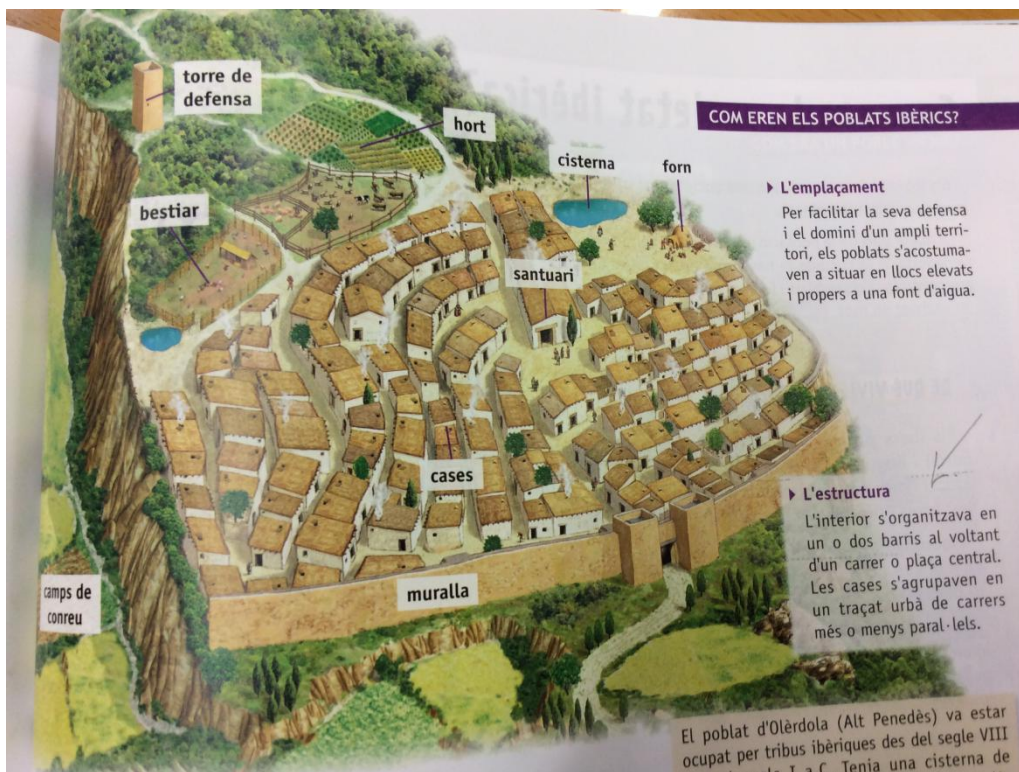 torre de
defensa
hort
cisterna
forn
bestiar
santuari
cases
muralla
camps de
conreu
COM EREN ELS POBLATS IBÈRICS?
L'emplaçament
Per facilitar la seva defensa
i el domini d'un ampli terri-
tori, els poblats s'acostuma-
ven a situar en llocs elevats
i propers a una font d'aigua.
L'estructura
L'interior s'organitzava en
un o dos barris al voltant
d'un carrer o plaça central.
Les cases s'agrupaven en
un traçat urbà de carrers
més o menys paral·lels.
El poblat d'Olèrdola (Alt Penedès) va estar
ocupat per tribus ibèriques des del segle VIII
I a.C. Tenia una cisterna de